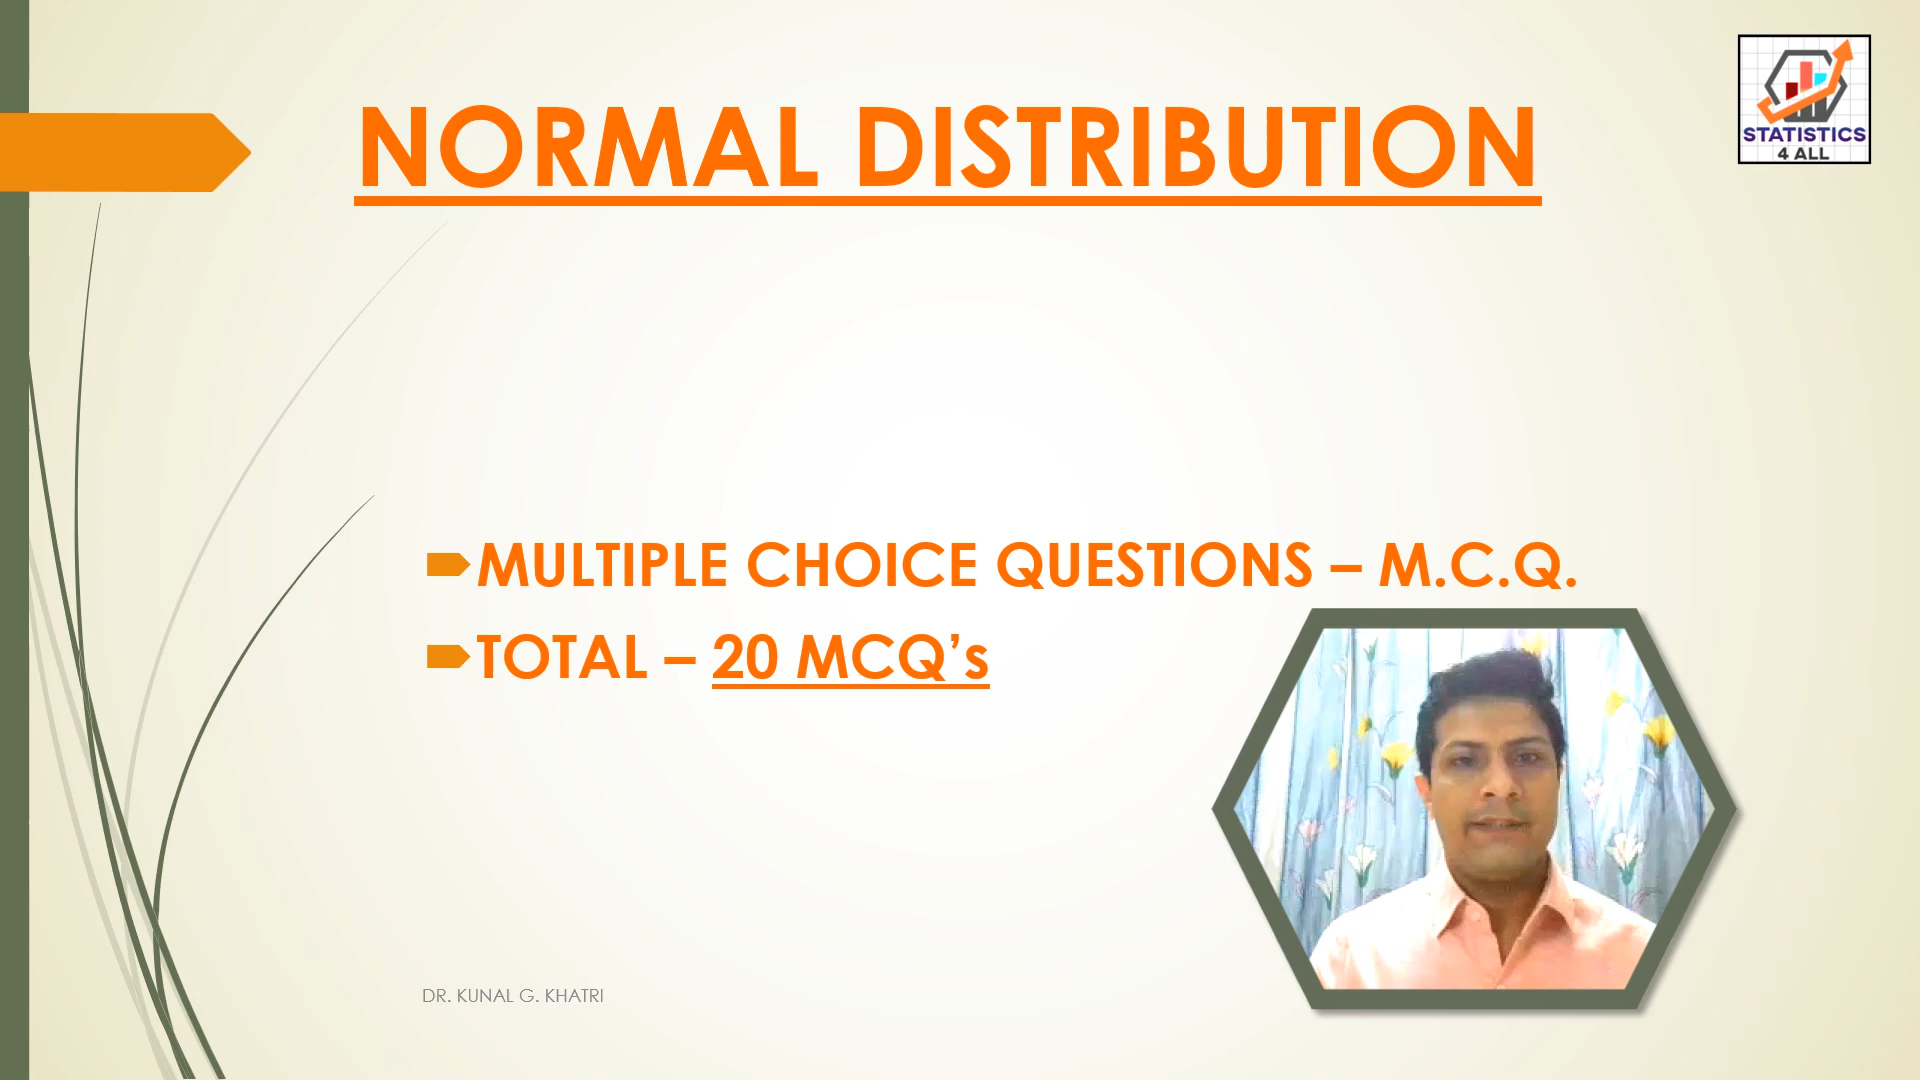 NORMAL DISTRIBUTION
STATISTICS
4 ALL
MULTIPLE CHOICE QUESTIONS – M.C.Q.
TOTAL – 20 MCQ’s
DR. KUNAL G. KHATRI